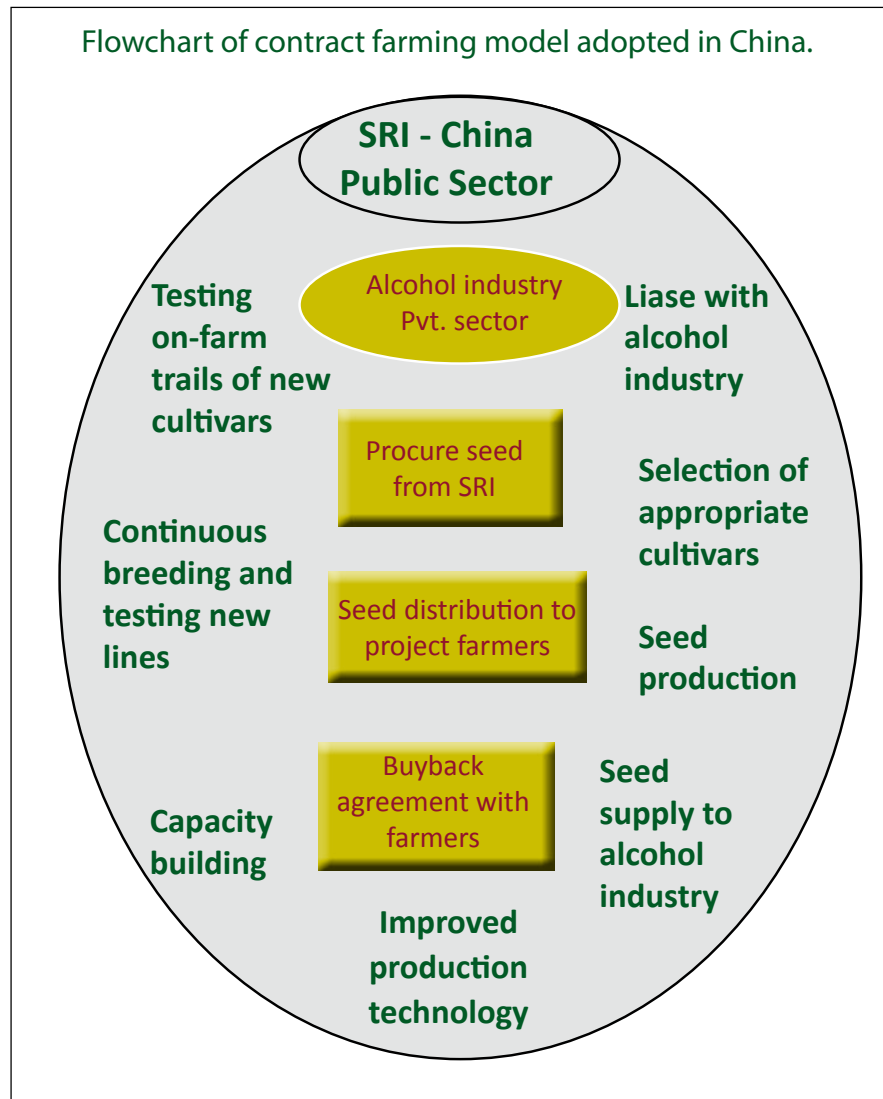 Flowchart of contract farming model adopted in China.
SRI - China
Public Sector
Alcohol industry
Pvt. sector
Testing
on-farm
trails of new
cultivars
Liase with
alcohol
industry
Procure seed
from SRI
Selection of
appropriate
cultivars
Continuous
breeding and
testing new
lines
Seed distribution to
project farmers
Seed
production
Buyback
agreement with
farmers
Seed
supply to
alcohol
industry
Capacity
building
Improved
production
technology